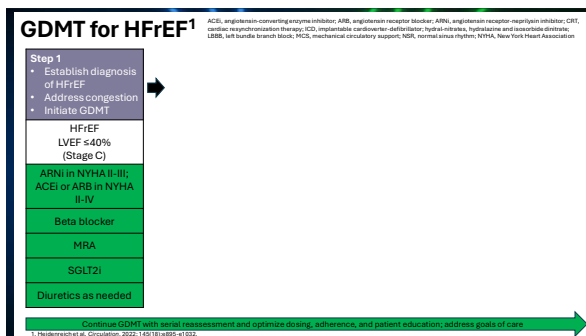 GDMT for HFrEF1
ACEi, angiotensin-converting enzyme inhibitor; ARB, angiotensin receptor blocker; ARNi, angiotensin receptor-neprilysin inhibitor; CRT,
cardiac resynchronization therapy; ICD, implantable cardioverter-defibrillator; hydral-nitrates, hydralazine and isosorbide dinitrate;
LBBB, left bundle branch block; MCS, mechanical circulatory support; NSR, normal sinus rhythm; NYHA, New York Heart Association
Step 1
• Establish diagnosis
of HFrEF
• Address congestion
• Initiate GDMT
HFrEF
LVEF ≤40%
(Stage C)
ARNi in NYHA II-III;
ACEi or ARB in NYHA
II-IV
Beta blocker
MRA
SGLT2i
Diuretics as needed
Continue GDMT with serial reassessment and optimize dosing, adherence, and patient education; address goals of care
1. Heidenreich et al. Circulation. 2022; 145(18):e895-e1032.